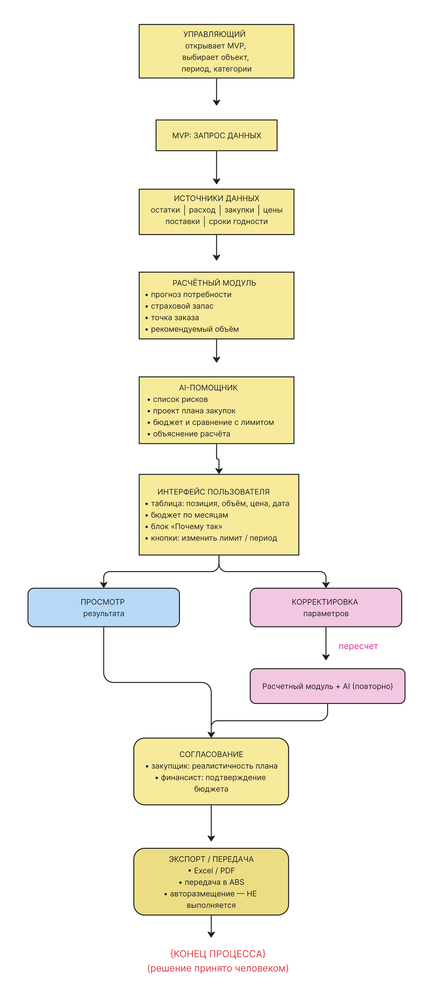 УПРАВЛЯЮЩИЙ
открывает MVP,
выбирает объект,
период, категории
MVP: ЗАПРОС ДАННЫХ
ИСТОЧНИКИ ДАННЫХ
остатки │ расход │ закупки │ цены
поставки │ сроки годности
РАСЧЁТНЫЙ МОДУЛЬ
• прогноз потребности
• страховой запас
• точка заказа
• рекомендуемый объём
AI-ПОМОЩНИК
• список рисков
• проект плана закупок
• бюджет и сравнение с лимитом
• объяснение расчёта
ИНТЕРФЕЙС ПОЛЬЗОВАТЕЛЯ
• таблица: позиция, объём, цена, дата
• бюджет по месяцам
• блок «Почему так»
• кнопки: изменить лимит / период
ПРОСМОТР
результата
КОРРЕКТИРОВКА
параметров
пересчет
Расчетный модуль + AI (повторно)
СОГЛАСОВАНИЕ
• закупщик: реалистичность плана
• финансист: подтверждение
бюджета
ЭКСПОРТ / ПЕРЕДАЧА
• Excel / PDF
• передача в ABS
• авторазмещение — НЕ
выполняется
{КОНЕЦ ПРОЦЕССА}
(решение принято человеком)